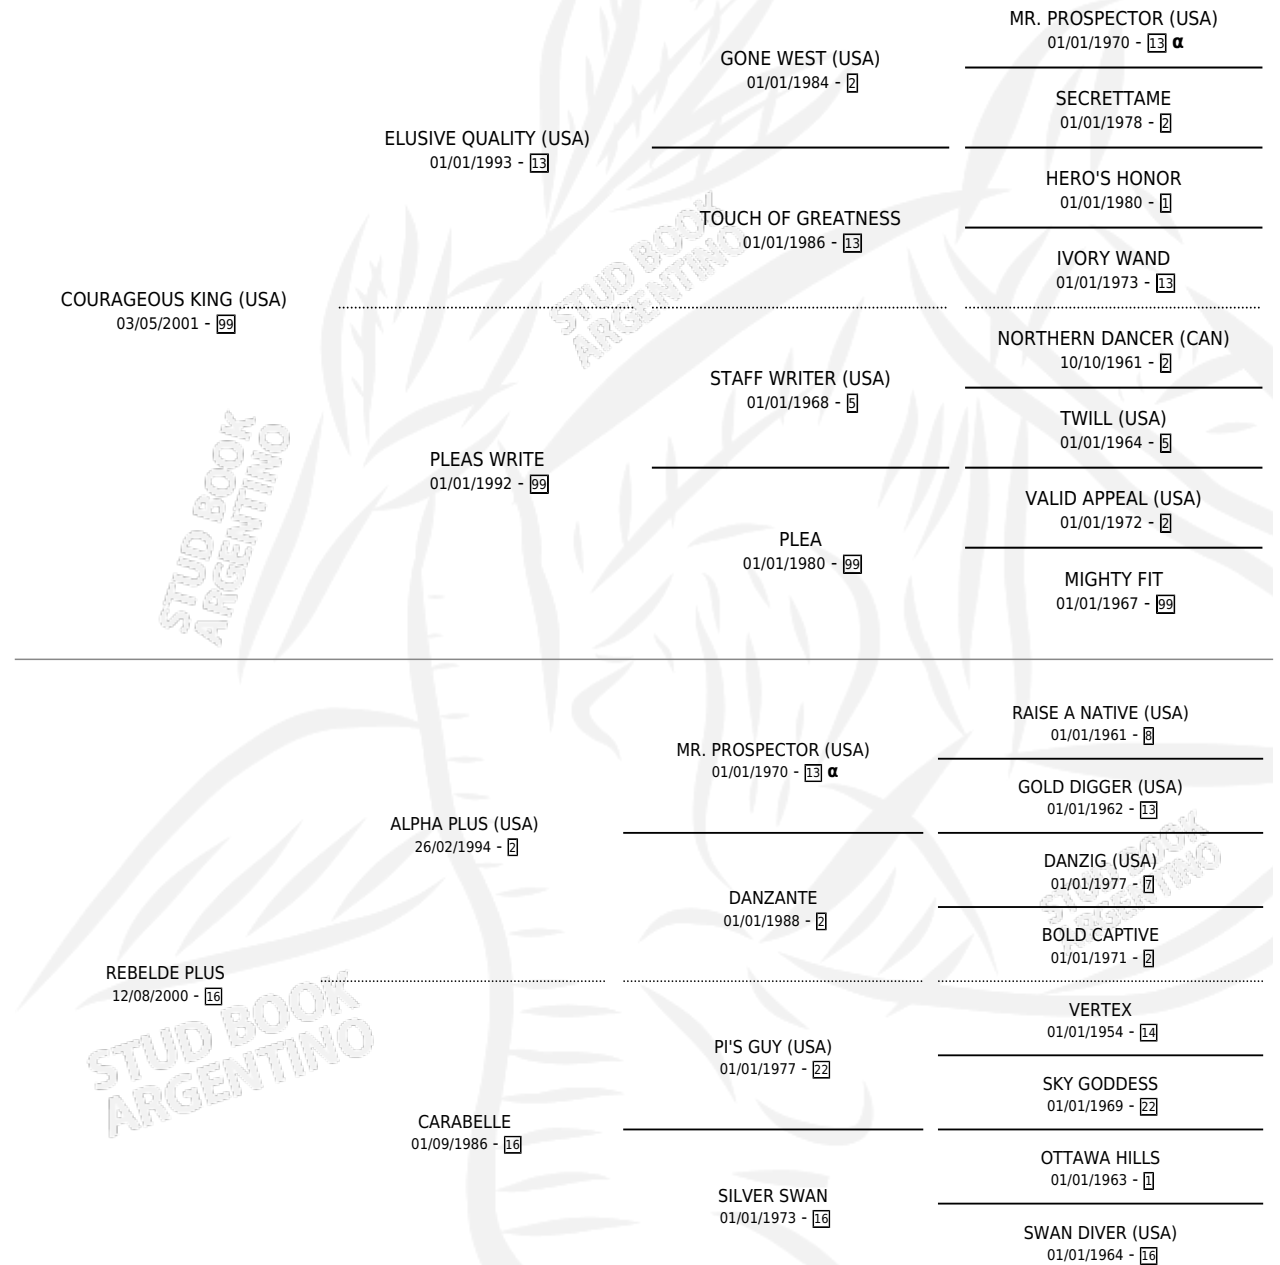 MR. PROSPECTOR (USA)
01/01/1970 - 13 α
GONE WEST (USA)
01/01/1984 - 2
SECRETTAME
01/01/1978 - 2
ELUSIVE QUALITY (USA)
01/01/1993 - 13
HERO'S HONOR
01/01/1980 - 1
TOUCH OF GREATNESS
01/01/1986 - 13
IVORY WAND
01/01/1973 - 13
COURAGEOUS KING (USA)
03/05/2001 - 99
NORTHERN DANCER (CAN)
10/10/1961 - 2
STAFF WRITER (USA)
01/01/1968 - 5
TWILL (USA)
01/01/1964 - 5
PLEAS WRITE
01/01/1992 - 99
VALID APPEAL (USA)
01/01/1972 - 2
PLEA
01/01/1980 - 99
MIGHTY FIT
01/01/1967 - 99
RAISE A NATIVE (USA)
01/01/1961 - 8
MR. PROSPECTOR (USA)
01/01/1970 - 13 α
GOLD DIGGER (USA)
01/01/1962 - 13
ALPHA PLUS (USA)
26/02/1994 - 2
DANZIG (USA)
01/01/1977 - 7
DANZANTE
01/01/1988 - 2
BOLD CAPTIVE
01/01/1971 - 2
REBELDE PLUS
12/08/2000 - 16
VERTEX
01/01/1954 - 14
PI'S GUY (USA)
01/01/1977 - 22
SKY GODDESS
01/01/1969 - 22
CARABELLE
01/09/1986 - 16
OTTAWA HILLS
01/01/1963 - 1
SILVER SWAN
01/01/1973 - 16
SWAN DIVER (USA)
01/01/1964 - 16
STUD BOOK
ARGENTINO
STUD BOOK
ARGENTINO
STUD BOOK
ARGENTINO
STUD BOOK
ARGENTINO